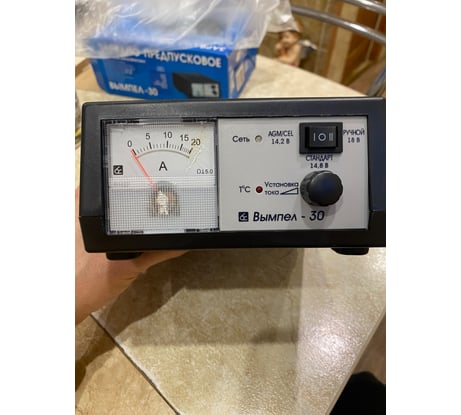 ПРЕДПУСКОВОЕ
ВЫМПЕЛ - 30
0 5 10 15 20
A
Сеть
AGM/CEL
14,2 В
I O II
РУЧНОЙ
18 В
СТАНДАРТ
14,8 В
T°C
Установка
тока
Вымпел - 30